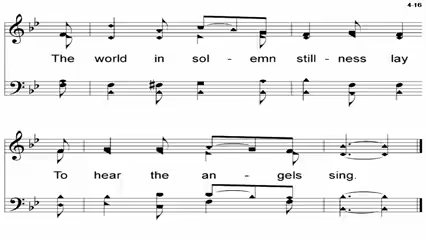 4-16
The world in sol - emn still - ness lay
To hear the an - gels sing.